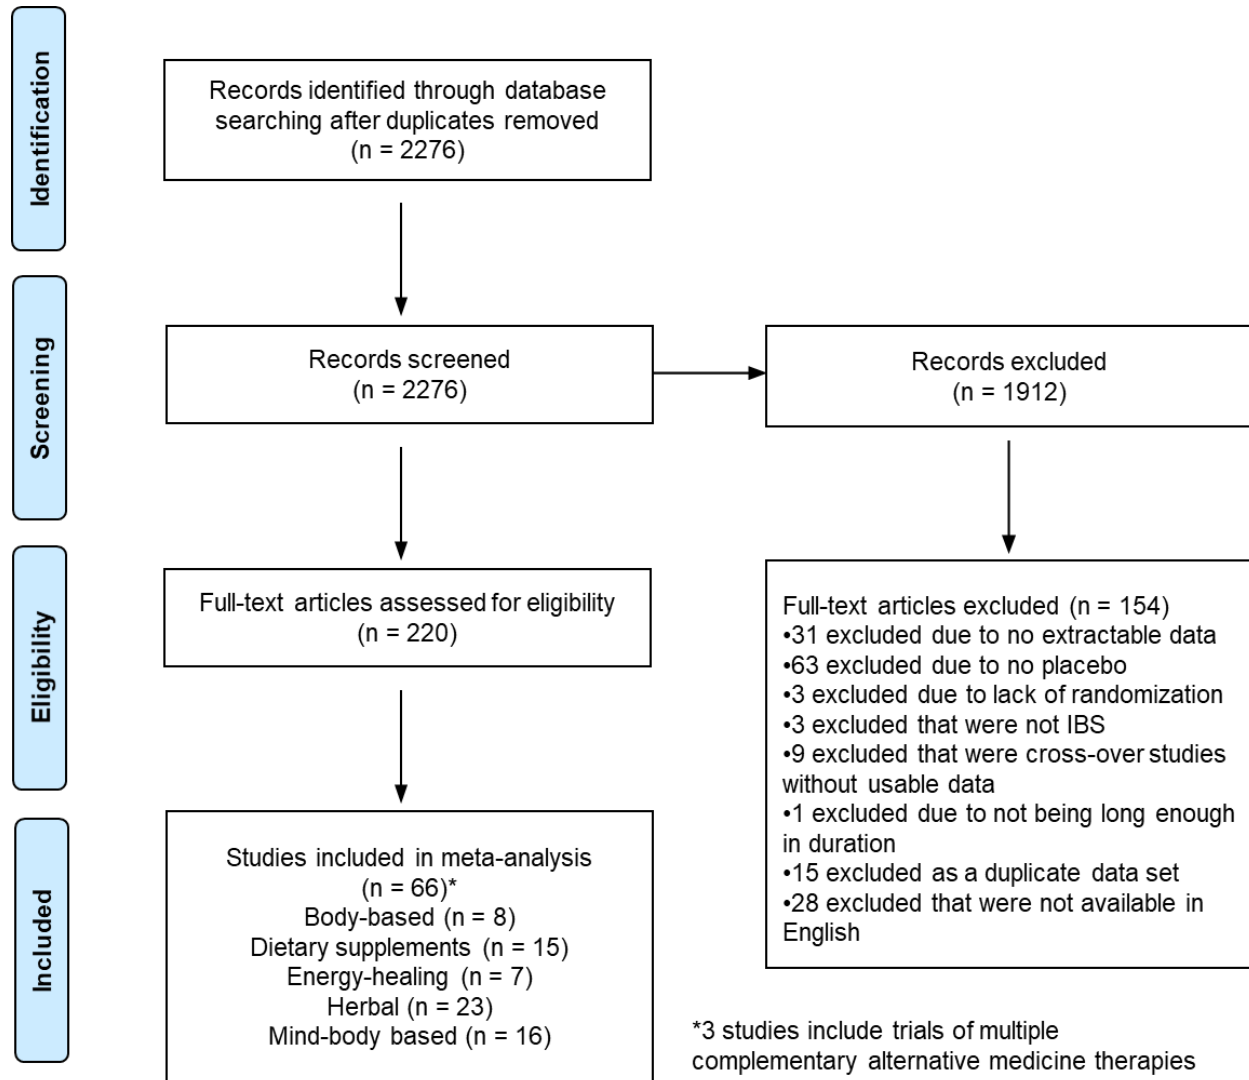 Identification
Records identified through database
searching after duplicates removed
(n = 2276)
Screening
Records screened
(n = 2276)
Records excluded
(n = 1912)
Eligibility
Full-text articles assessed for eligibility
(n = 220)
Full-text articles excluded (n = 154)
•31 excluded due to no extractable data
•63 excluded due to no placebo
•3 excluded due to lack of randomization
•3 excluded that were not IBS
•9 excluded that were cross-over studies
without usable data
•1 excluded due to not being long enough
in duration
•15 excluded as a duplicate data set
•28 excluded that were not available in
English
Included
Studies included in meta-analysis
(n = 66)*
Body-based (n = 8)
Dietary supplements (n = 15)
Energy-healing (n = 7)
Herbal (n = 23)
Mind-body based (n = 16)
*3 studies include trials of multiple
complementary alternative medicine therapies